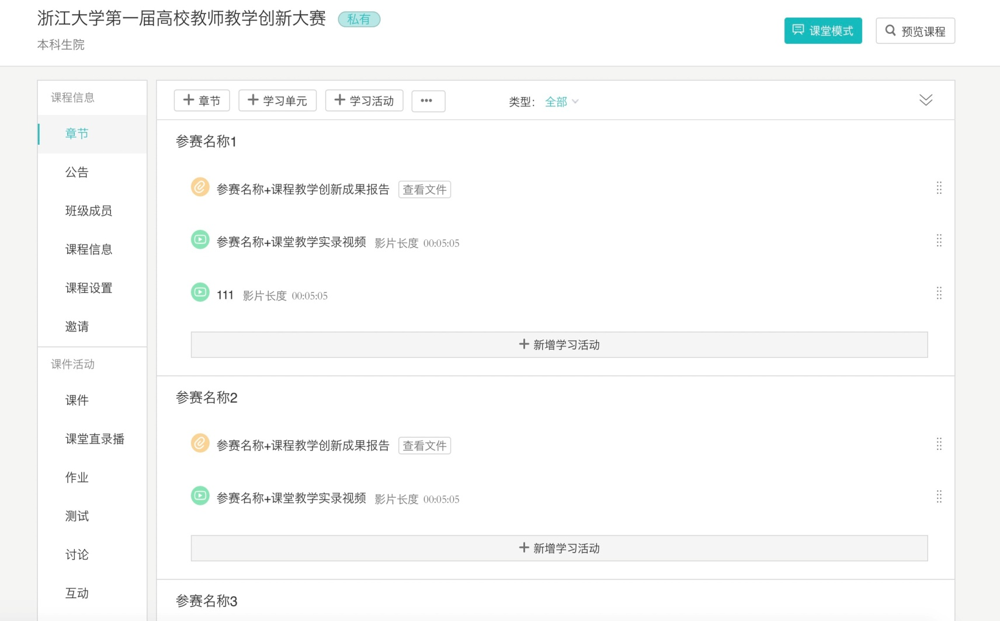 浙江大学第一届高校教师教学创新大赛 私有
本科生院
课堂模式 预览课程
课程信息
章节
公告
班级成员
课程信息
课程设置
邀请
课件活动
课件
课堂直录播
作业
测试
讨论
互动
章节 学习单元 学习活动 ••• 类型： 全部
参赛名称1
参赛名称+课程教学创新成果报告 查看文件
参赛名称+课堂教学实录视频 影片长度 00:05:05
111 影片长度 00:05:05
+ 新增学习活动
参赛名称2
参赛名称+课程教学创新成果报告 查看文件
参赛名称+课堂教学实录视频 影片长度 00:05:05
+ 新增学习活动
参赛名称3